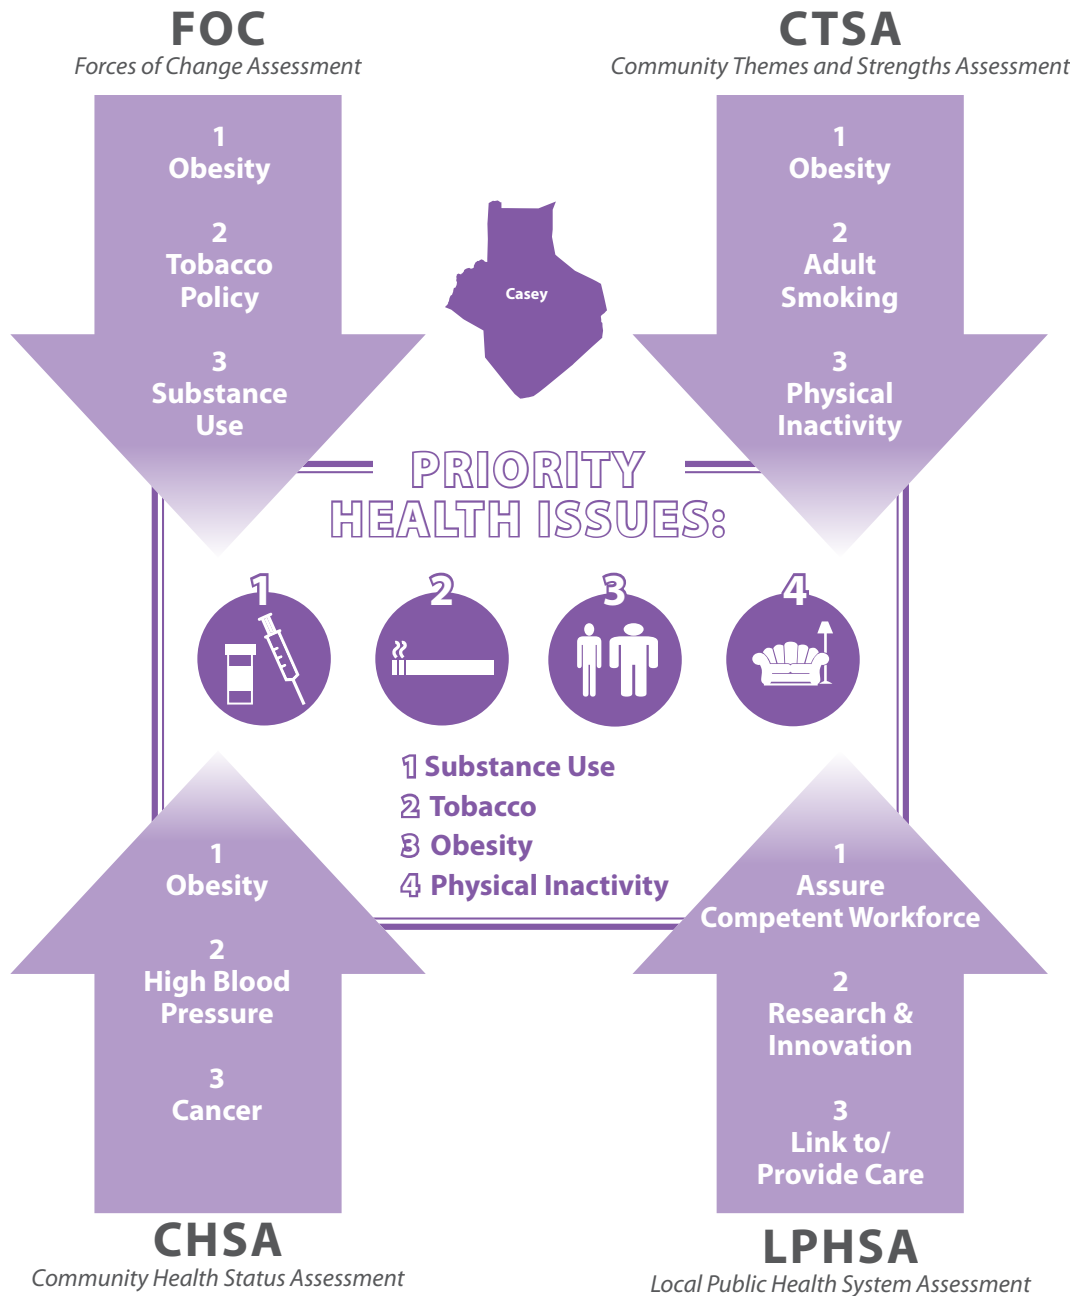 FOC
Forces of Change Assessment
1
Obesity
2
Tobacco
Policy
3
Substance
Use
CTSA
Community Themes and Strengths Assessment
1
Obesity
2
Adult
Smoking
3
Physical
Inactivity
Casey
PRIORITY
HEALTH ISSUES:
1
2
3
4
1 Substance Use
2 Tobacco
3 Obesity
4 Physical Inactivity
1
Obesity
2
High Blood
Pressure
3
Cancer
CHSA
Community Health Status Assessment
1
Assure
Competent Workforce
2
Research &
Innovation
3
Link to/
Provide Care
LPHSA
Local Public Health System Assessment